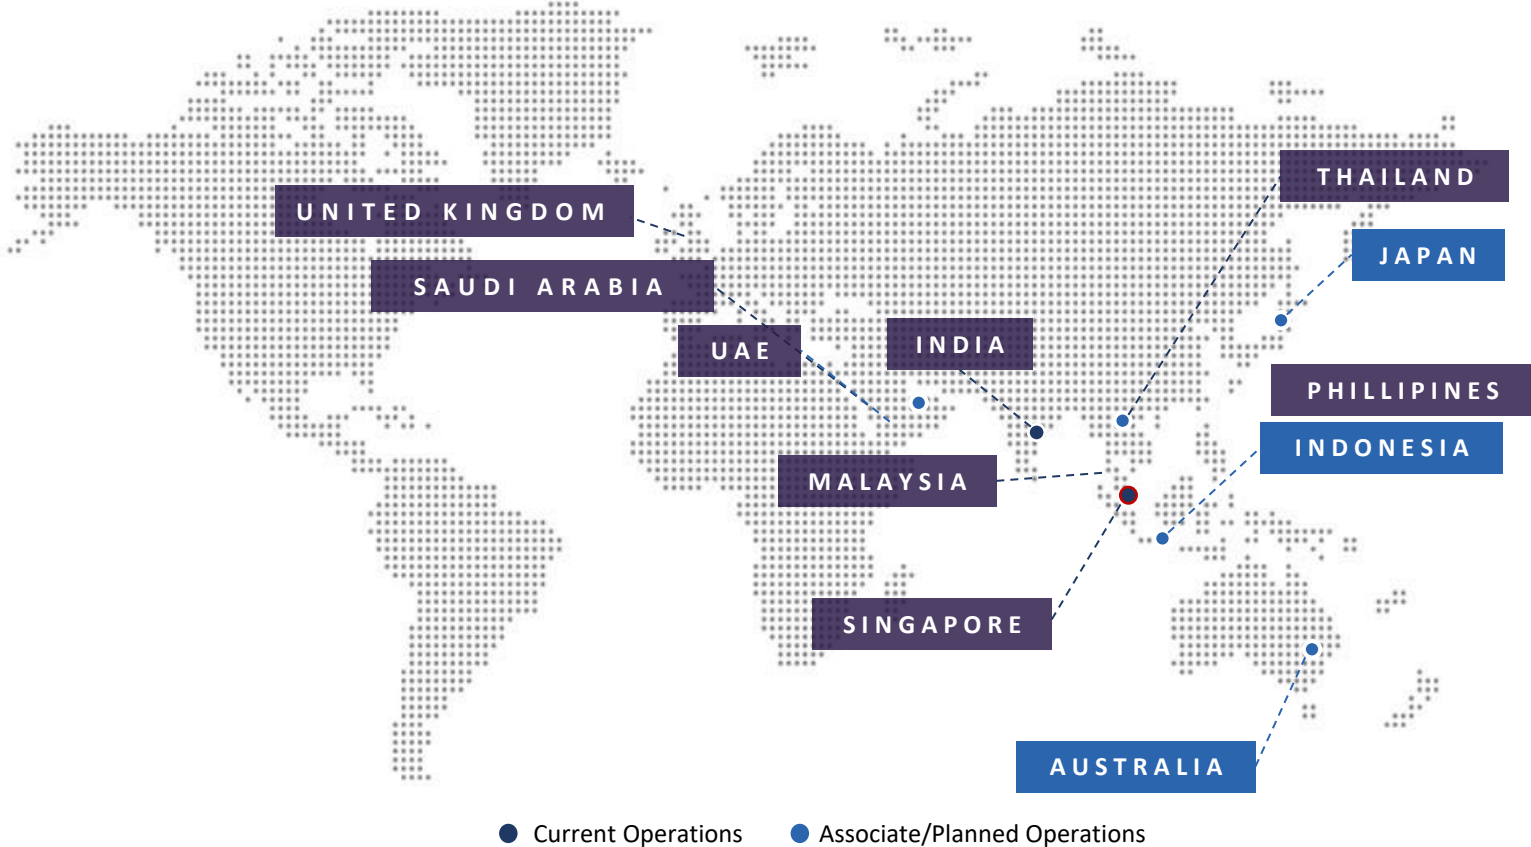 THAILAND
UNITED KINGDOM
JAPAN
SAUDI ARABIA
UAE
INDIA
PHILLIPINES
INDONESIA
MALAYSIA
SINGAPORE
AUSTRALIA
Current Operations
Associate/Planned Operations